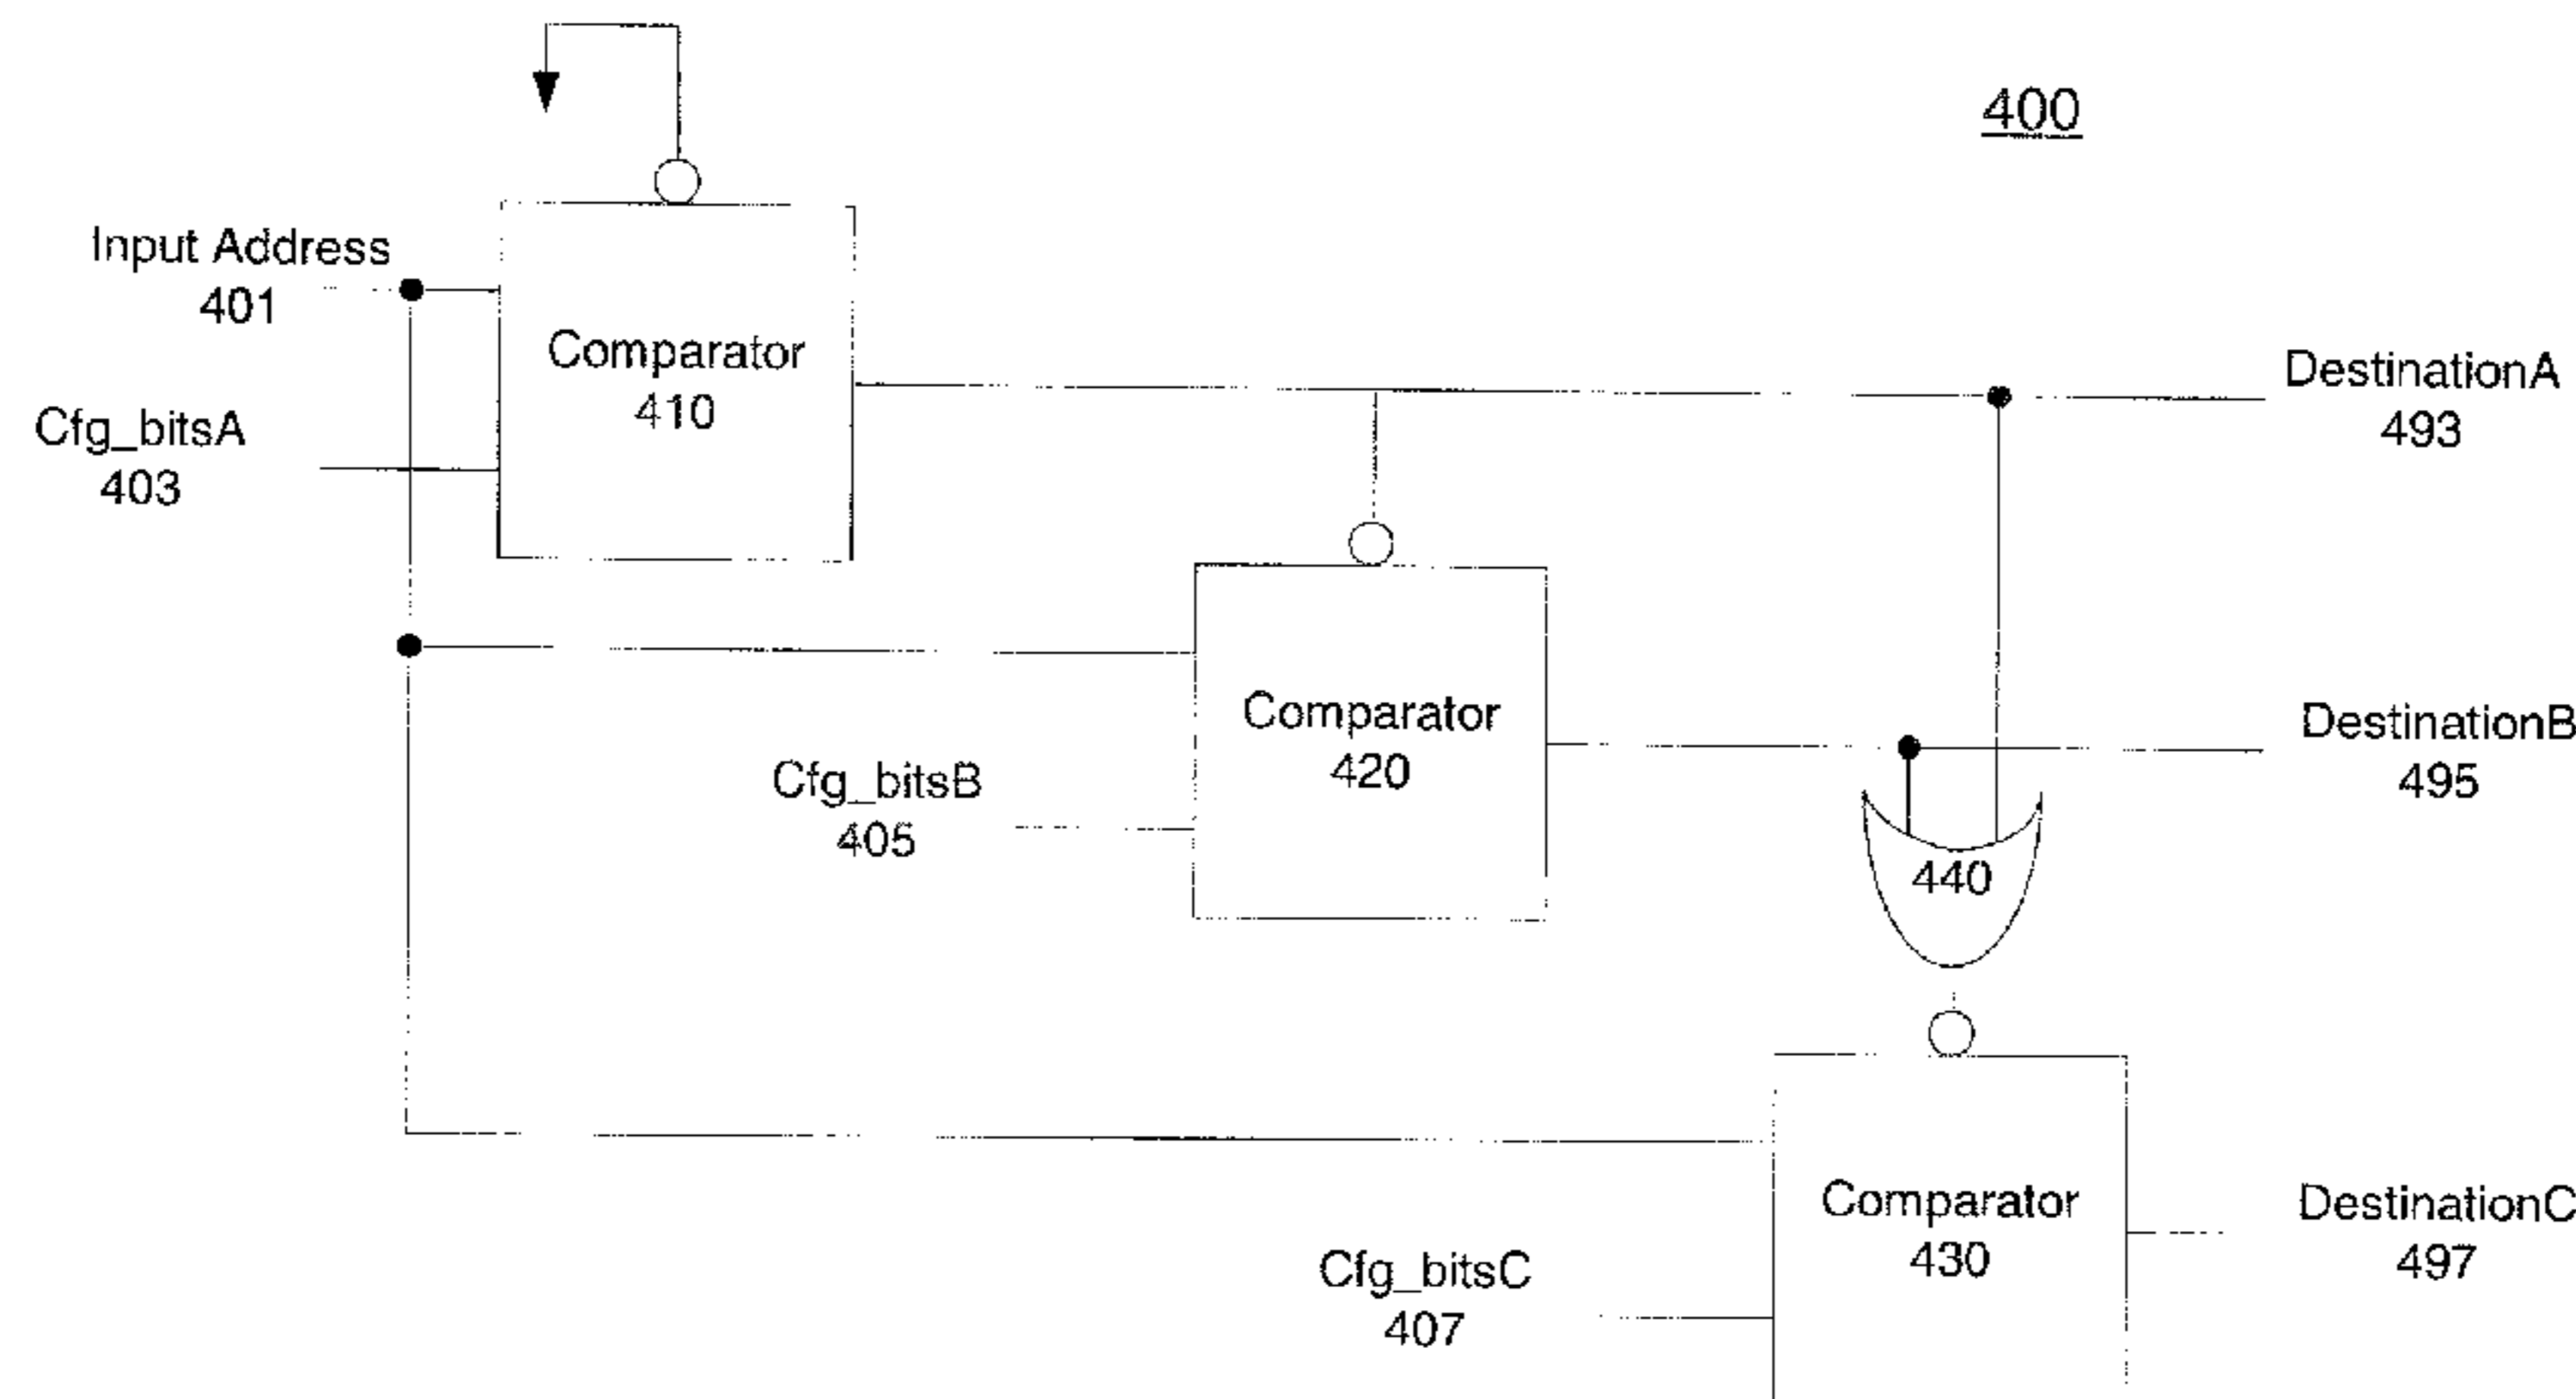 400
Input Address
401
Comparator
410
Cfg_bitsA
403
DestinationA
493
Comparator
420
Cfg_bitsB
405
DestinationB
495
440
Comparator
430
Cfg_bitsC
407
DestinationC
497